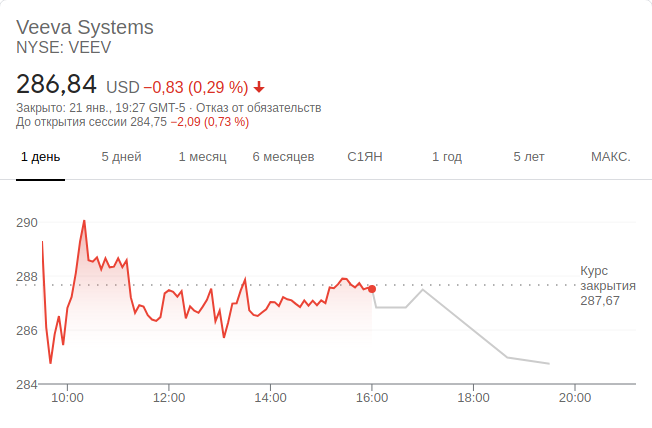 Veeva Systems
NYSE: VEEV
286,84 USD −0,83 (0,29 %)
Закрыто: 21 янв., 19:27 GMT-5 · Отказ от обязательств
До открытия сессии 284,75 −2,09 (0,73 %)
1 день 5 дней 1 месяц 6 месяцев С1ЯН 1 год 5 лет МАКС.
290
288
286
284
Курс
закрытия
287,67
10:00 12:00 14:00 16:00 18:00 20:00